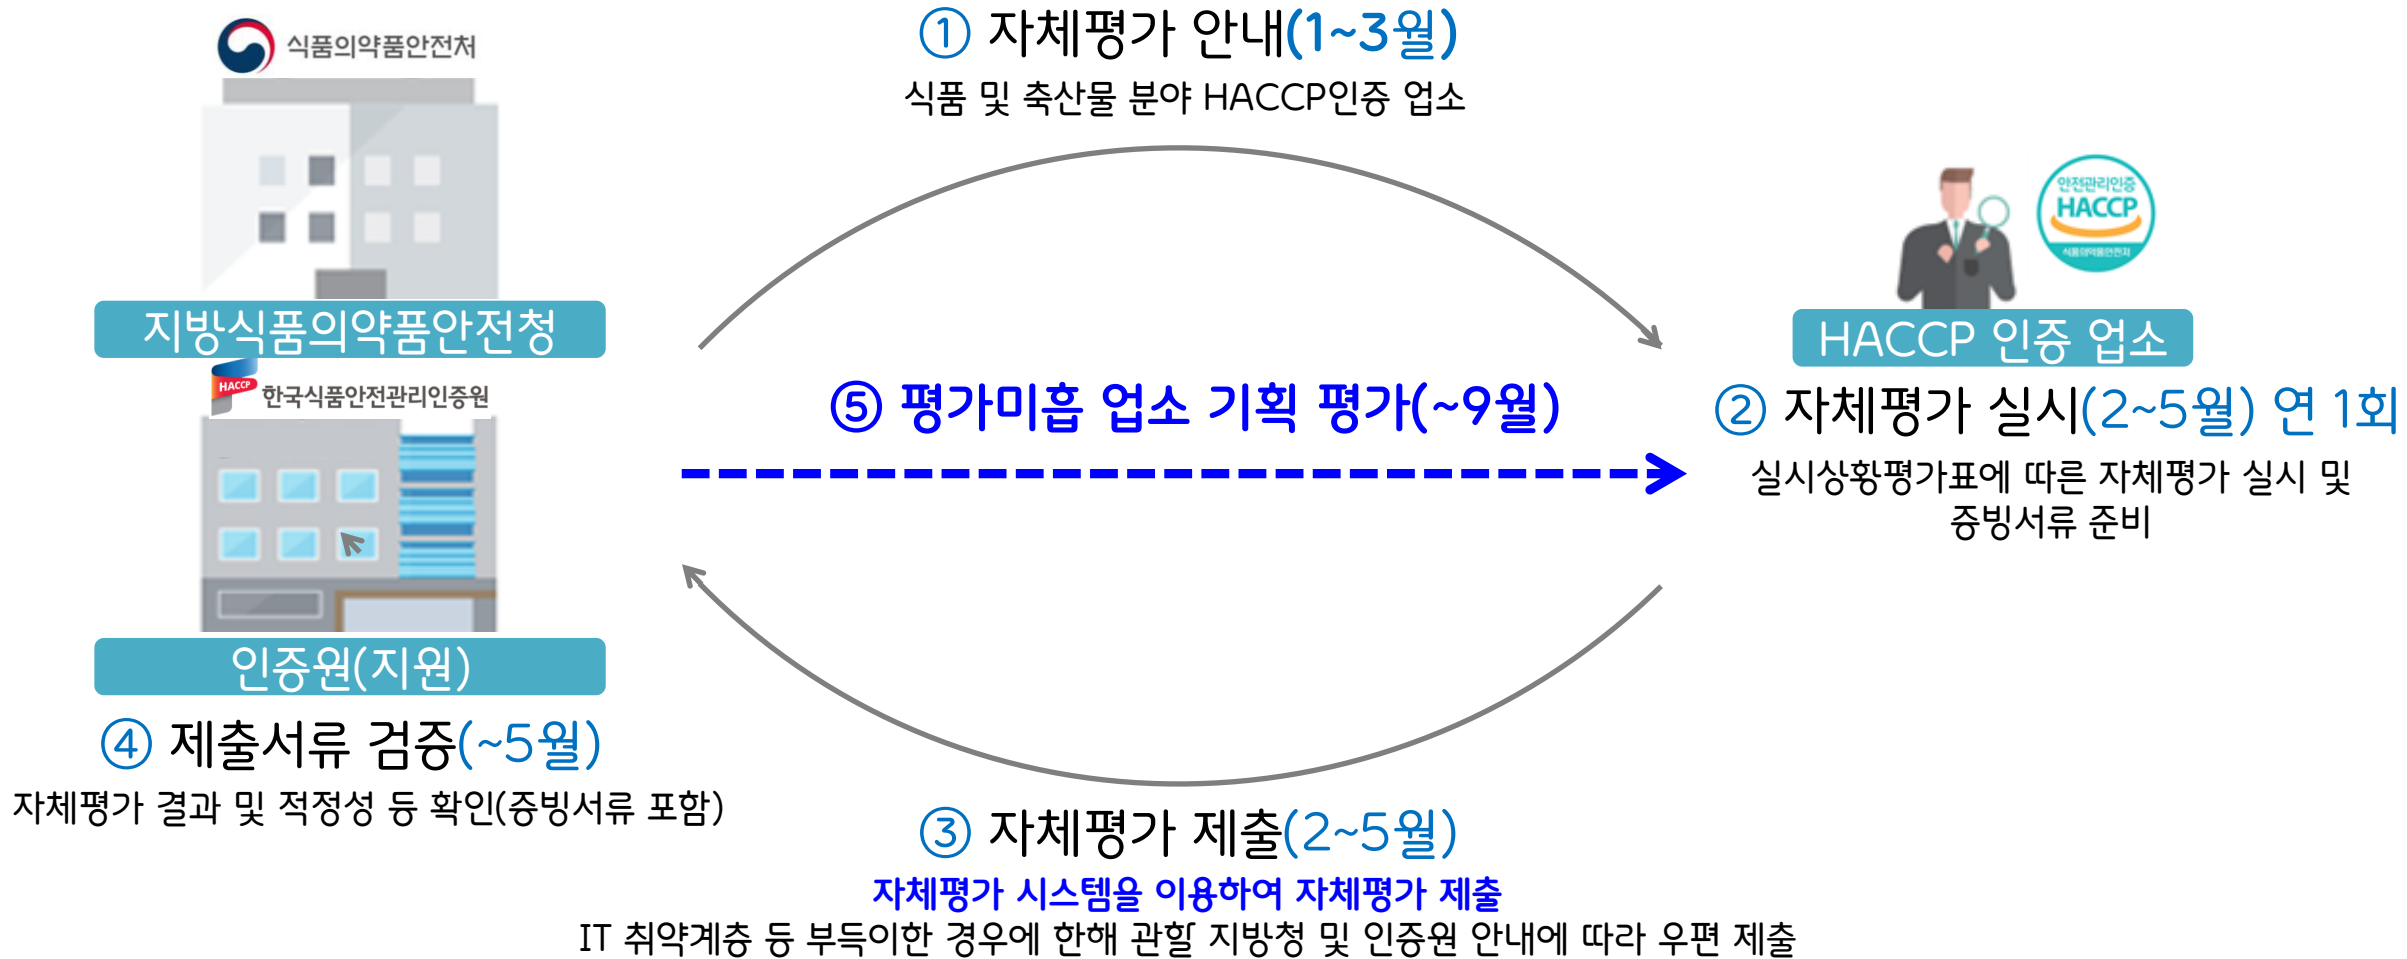 식품의약품안전처
지방식품의약품안전청
HACCP
한국식품안전관리인증원
인증원(지원)
④ 제출서류 검증(~5월)
자체평가 결과 및 적정성 등 확인(증빙서류 포함)
① 자체평가 안내(1~3월)
식품 및 축산물 분야 HACCP인증 업소
⑤ 평가미흡 업소 기획 평가(~9월)
③ 자체평가 제출(2~5월)
자체평가 시스템을 이용하여 자체평가 제출
IT 취약계층 등 부득이한 경우에 한해 관할 지방청 및 인증원 안내에 따라 우편 제출
안전관리인증
HACCP
식품의약품안전처
HACCP 인증 업소
② 자체평가 실시(2~5월) 연 1회
실시상황평가표에 따른 자체평가 실시 및
증빙서류 준비